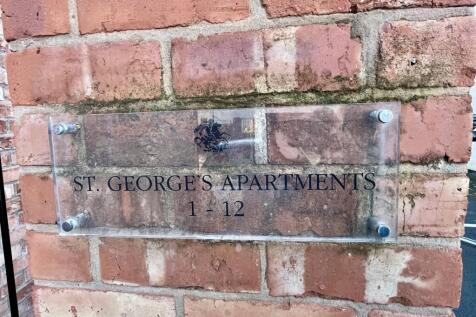 ST. GEORGE'S APARTMENTS
1 - 12